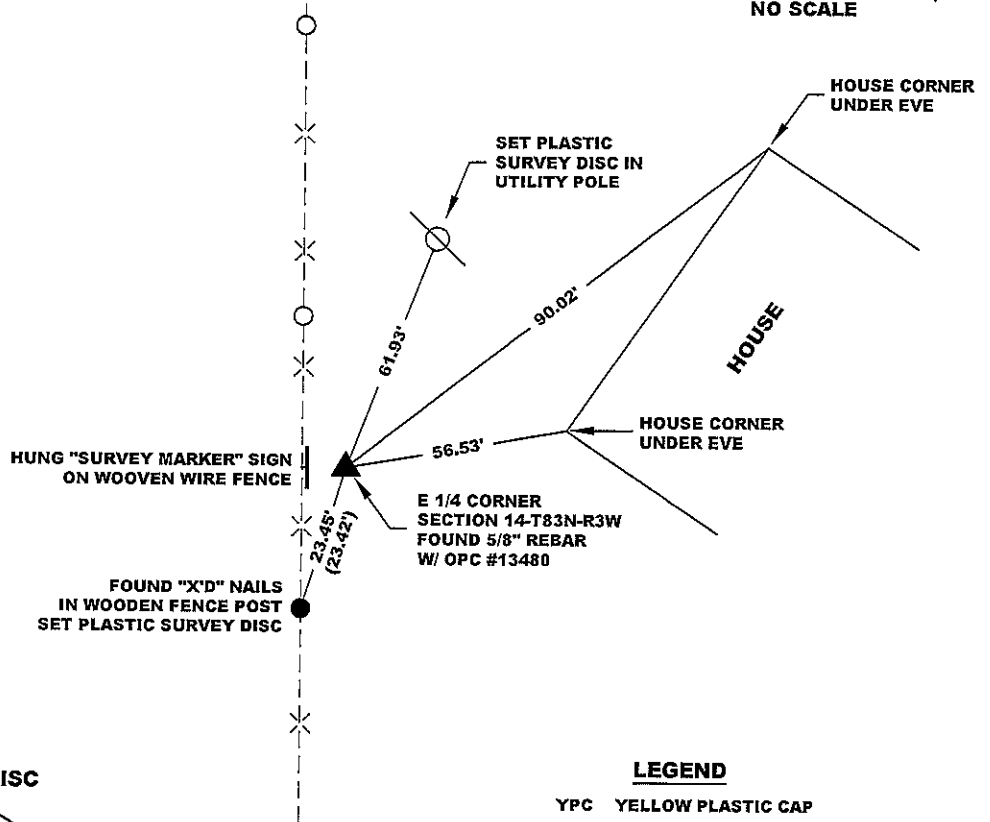 NO SCALE
HOUSE CORNER
UNDER EVE
SET PLASTIC
SURVEY DISC IN
UTILITY POLE
90.02'
61.93'
HOUSE
HOUSE CORNER
UNDER EVE
56.53'
HUNG "SURVEY MARKER" SIGN
ON WOOVEN WIRE FENCE
E 1/4 CORNER
SECTION 14-T83N-R3W
FOUND 5/8" REBAR
W/ OPC #13480
23.45'
(23.42')
FOUND "X'D" NAILS
IN WOODEN FENCE POST
SET PLASTIC SURVEY DISC
ISC
LEGEND
YPC YELLOW PLASTIC CAP